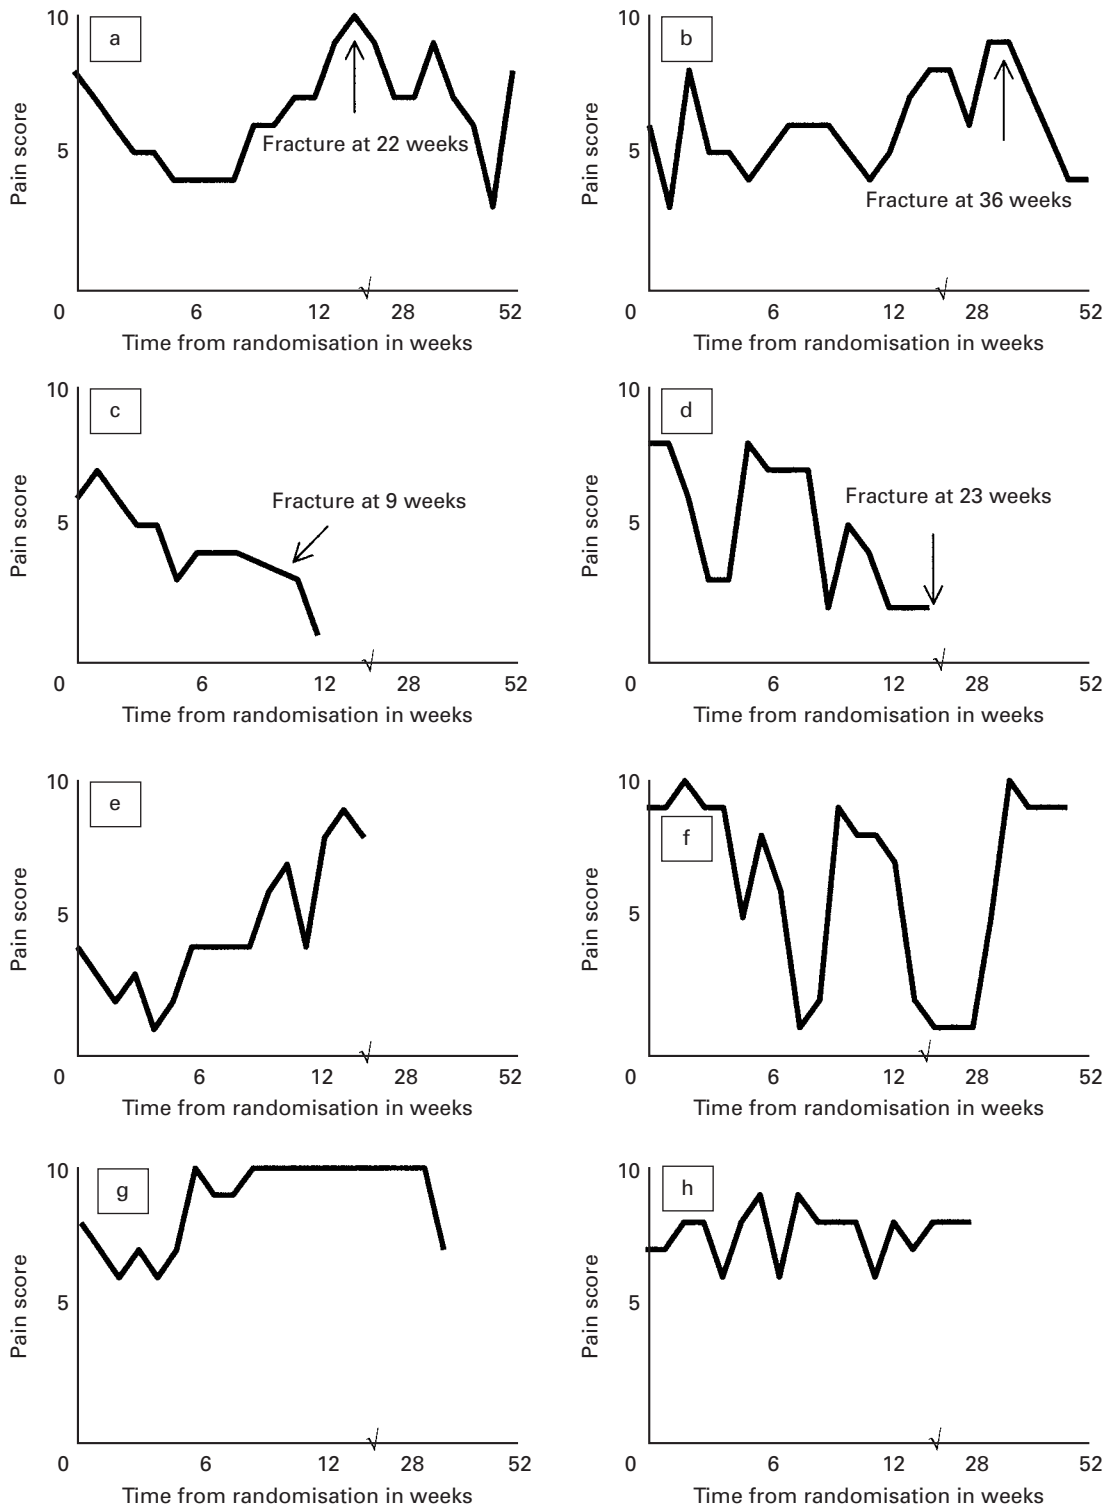 10
a
Pain score
5
Fracture at 22 weeks
0 6 12 28 52
Time from randomisation in weeks
10
b
Pain score
5
Fracture at 36 weeks
0 6 12 28 52
Time from randomisation in weeks
10
c
Pain score
5
Fracture at 9 weeks
0 6 12 28 52
Time from randomisation in weeks
10
d
Pain score
5
Fracture at 23 weeks
0 6 12 28 52
Time from randomisation in weeks
10
e
Pain score
5
0 6 12 28 52
Time from randomisation in weeks
10
f
Pain score
5
0 6 12 28 52
Time from randomisation in weeks
10
g
Pain score
5
0 6 12 28 52
Time from randomisation in weeks
10
h
Pain score
5
0 6 12 28 52
Time from randomisation in weeks